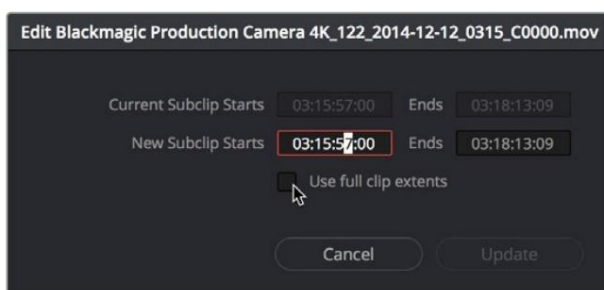 Edit Blackmagic Production Camera 4K_122_2014-12-12_0315_C0000.mov
Current Subclip Starts 03:15:57:00 Ends 03:18:13:09
New Subclip Starts 03:15:57:00 Ends 03:18:13:09
Use full clip extents
Cancel Update